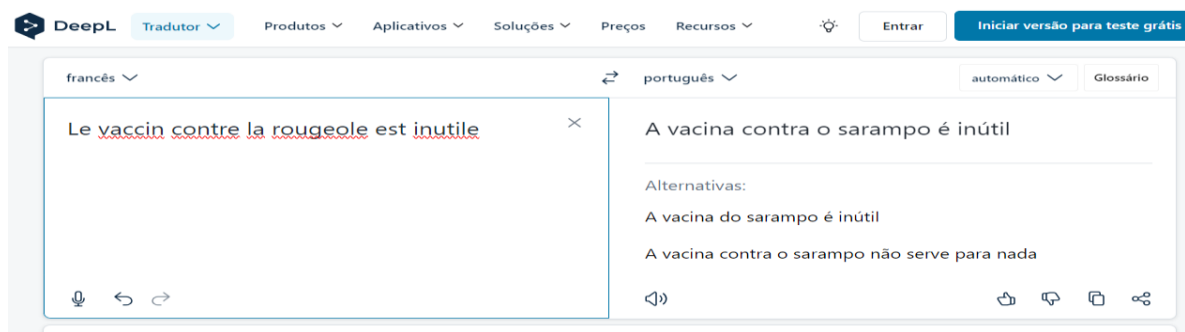 DeepL Tradutor Produtos Aplicativos Soluções Preços Recursos Entrar Iniciar versão para teste grátis
francês português automático Glossário
Le vaccin contre la rougeole est inutile
A vacina contra o sarampo é inútil
Alternativas:
A vacina do sarampo é inútil
A vacina contra o sarampo não serve para nada